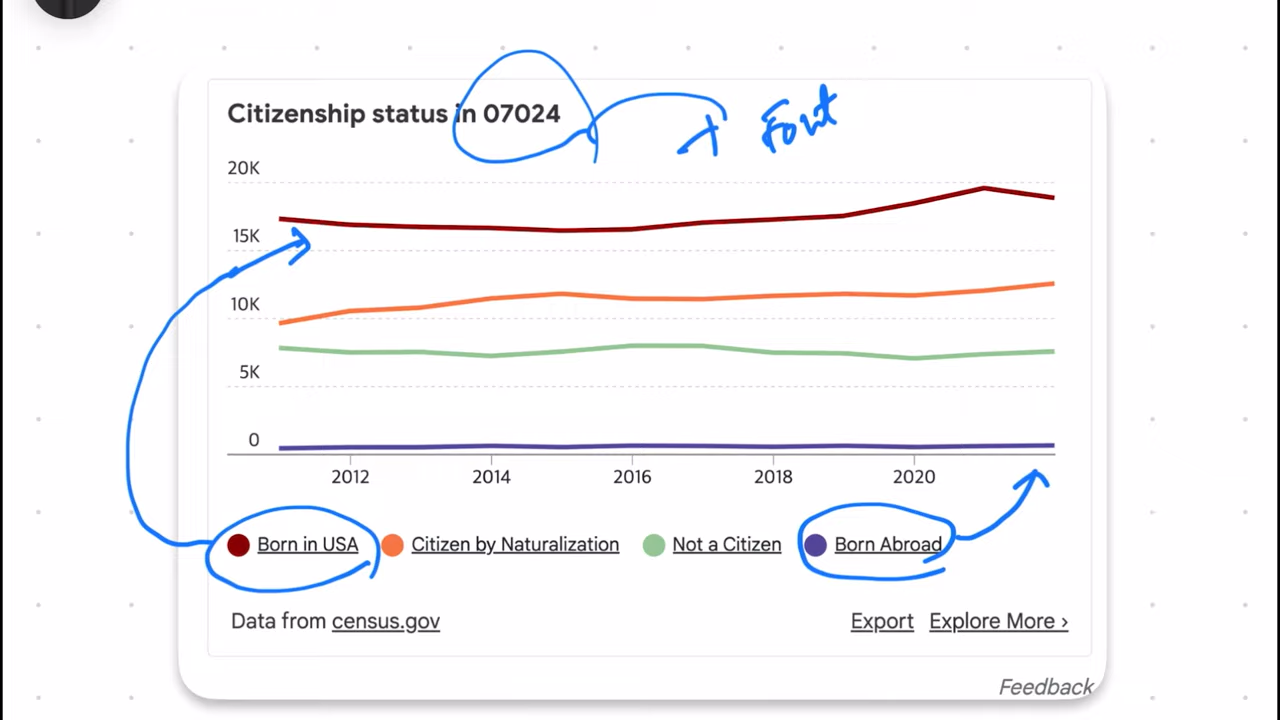 Citizenship status in 07024
20K
15K
10K
5K
0
2012 2014 2016 2018 2020
Born in USA Citizen by Naturalization Not a Citizen Born Abroad
Data from census.gov Export Explore More ›
Feedback